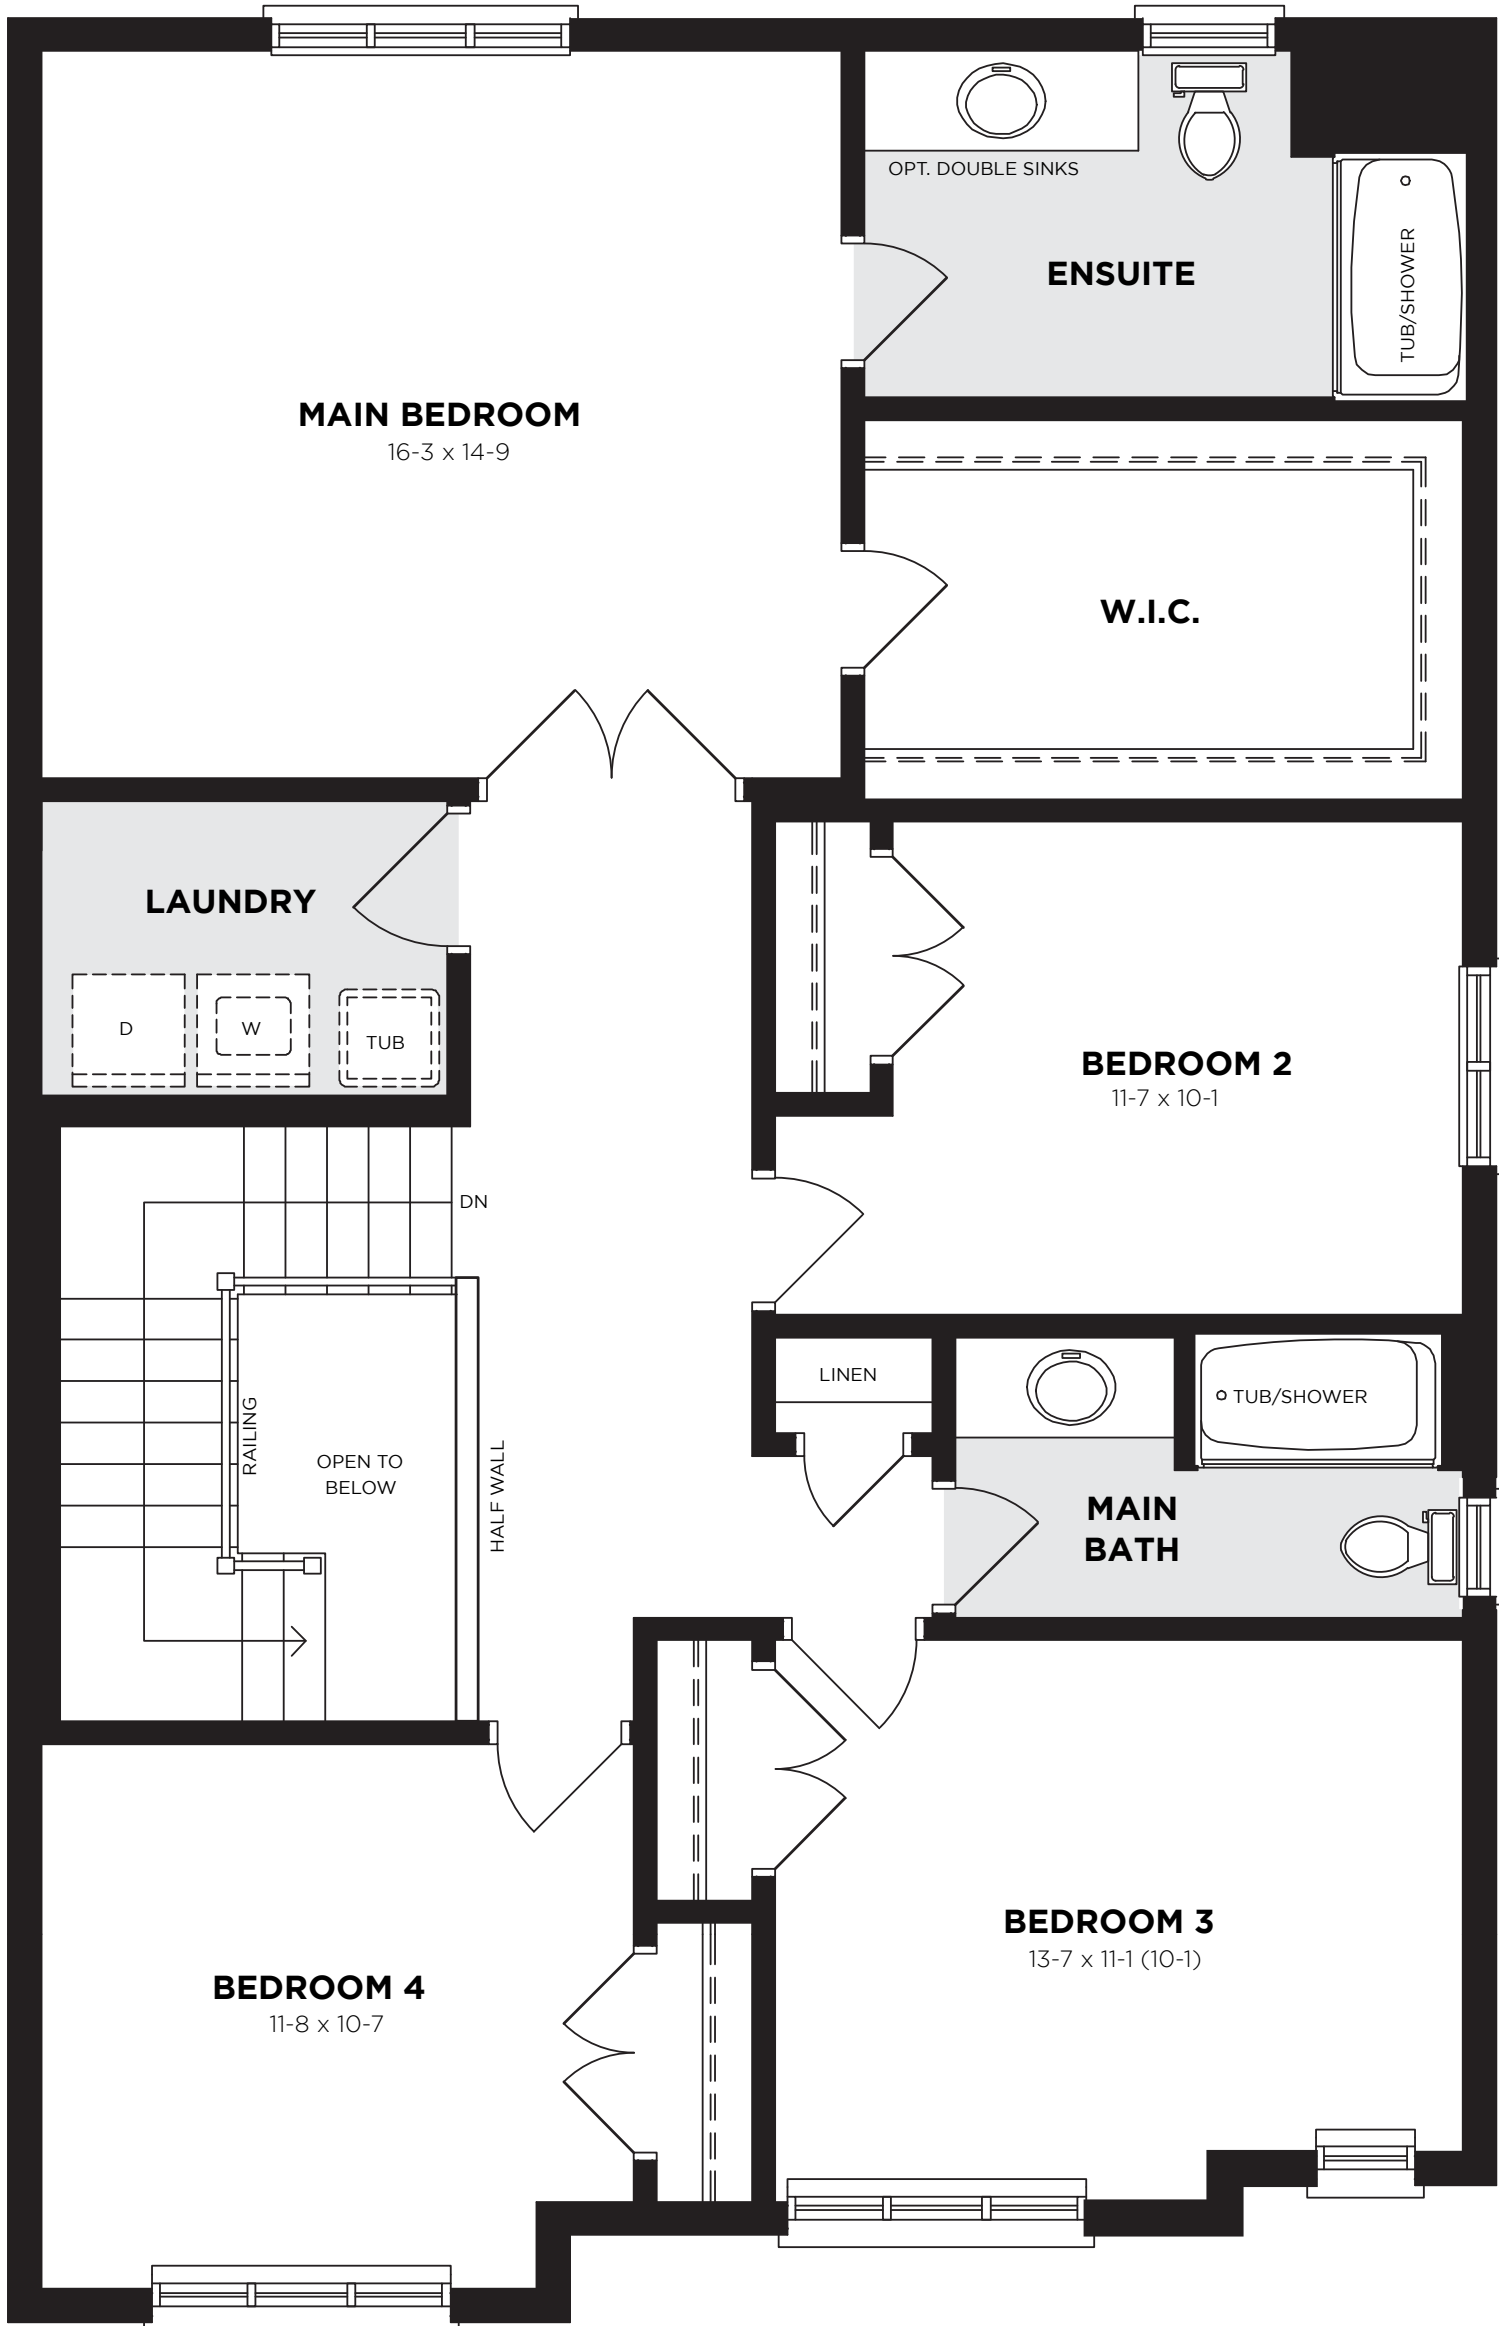 OPT. DOUBLE SINKS
ENSUITE
TUB/SHOWER
MAIN BEDROOM
16-3 x 14-9
W.I.C.
LAUNDRY
D
W
TUB
BEDROOM 2
11-7 x 10-1
DN
LINEN
TUB/SHOWER
RAILING
OPEN TO
BELOW
HALF WALL
MAIN
BATH
BEDROOM 3
13-7 x 11-1 (10-1)
BEDROOM 4
11-8 x 10-7